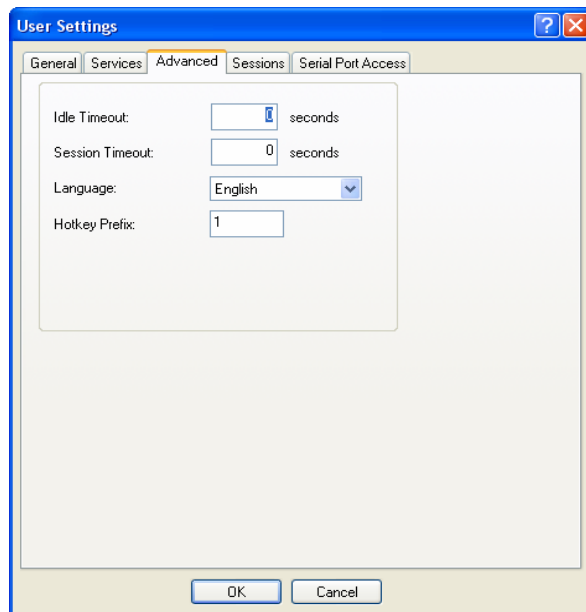 User Settings
General Services Advanced Sessions Serial Port Access
Idle Timeout: 0 seconds
Session Timeout: 0 seconds
Language: English
Hotkey Prefix: 1
OK Cancel